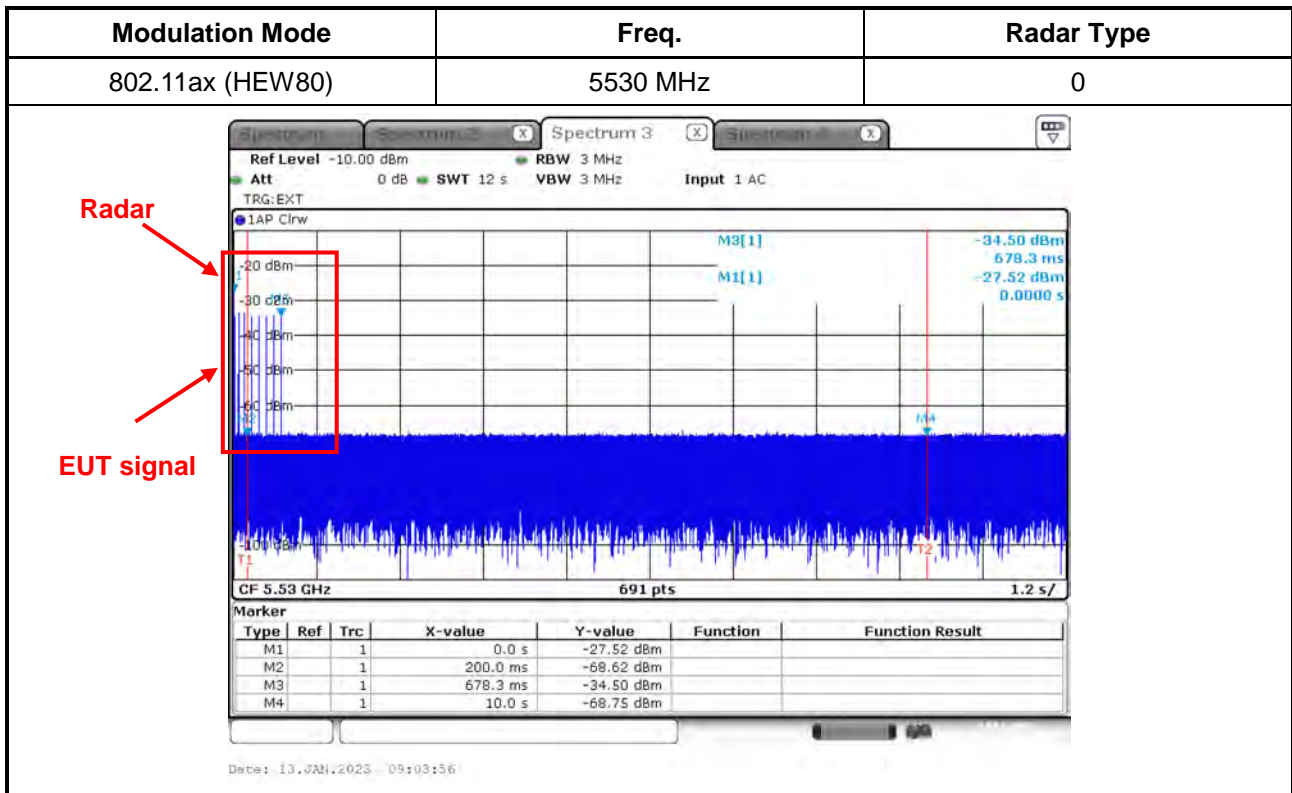 Modulation Mode Freq. Radar Type
802.11ax (HEW80) 5530 MHz 0
Spectrum 3
Ref Level -10.00 dBm RBW 3 MHz
Att 0 dB SWT 12 s VBW 3 MHz Input 1 AC
TRG:EXT
1AP Clrw
Radar
M3[1] -34.50 dBm
678.3 ms
-20 dBm
M1[1] -27.52 dBm
0.0000 s
-30 dBm
-40 dBm
-50 dBm
-60 dBm
M2 M4
EUT signal
-100 dBm
T1 T2
CF 5.53 GHz 691 pts 1.2 s/
Marker
Type Ref Trc X-value Y-value Function Function Result
M1 1 0.0 s -27.52 dBm
M2 1 200.0 ms -68.62 dBm
M3 1 678.3 ms -34.50 dBm
M4 1 10.0 s -68.75 dBm
Date: 13.JAN.2023 09:03:56